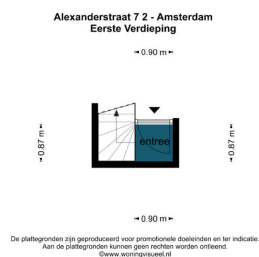 Alexanderstraat 7 2 - Amsterdam
Eerste Verdieping
0.90 m
0.87 m
entree
0.87 m
0.90 m
De plattegronden zijn geproduceerd voor promotionele doeleinden en ter indicatie.
Aan de plattegronden kunnen geen rechten worden ontleend.
©www.woningvisueel.nl